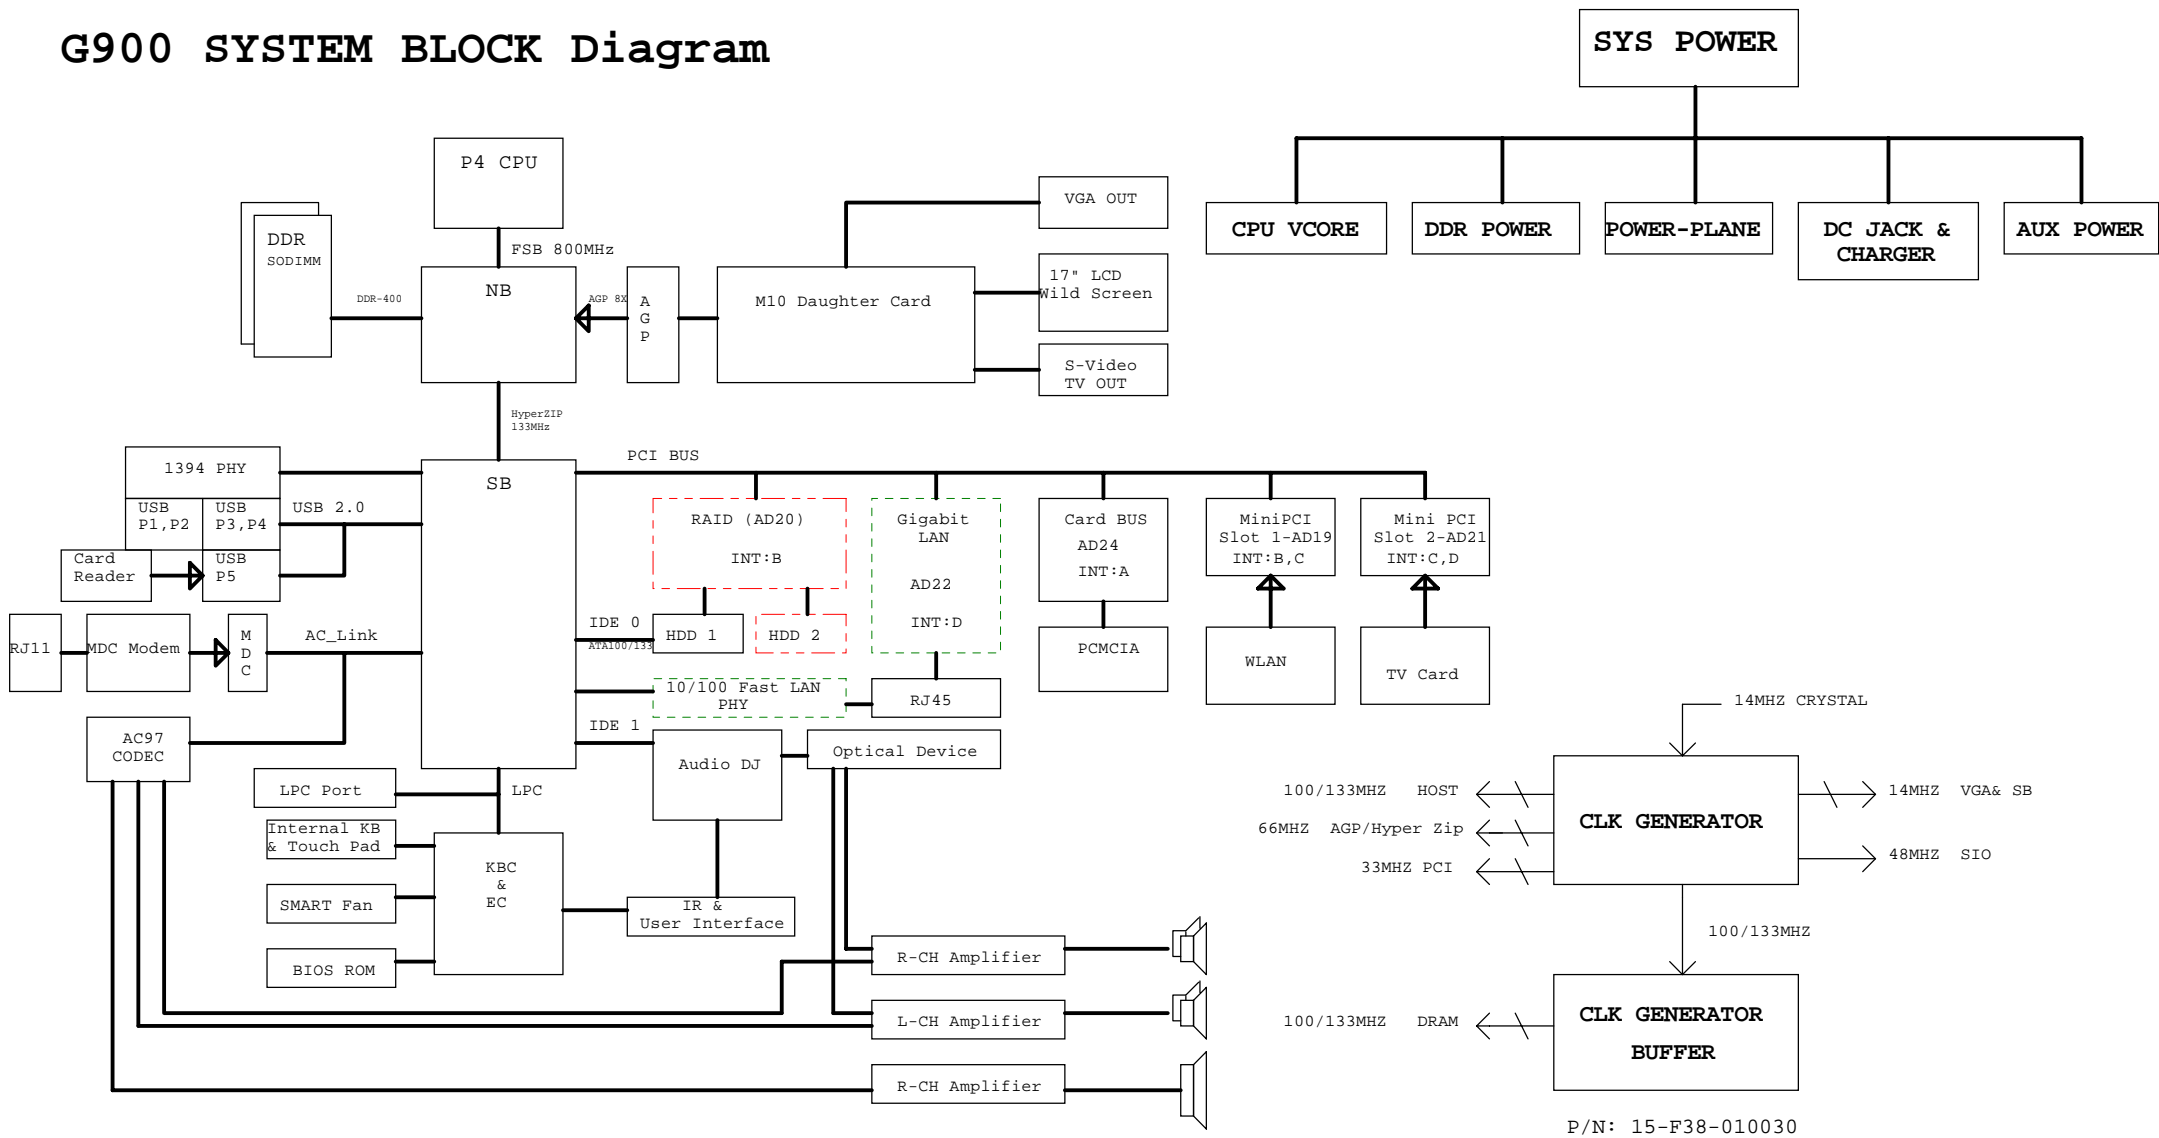 G900 SYSTEM BLOCK Diagram
SYS POWER
CPU VCORE
DDR POWER
POWER-PLANE
DC JACK &
CHARGER
AUX POWER
P4 CPU
FSB 800MHz
DDR
SODIMM
DDR-400
NB
AGP 8X
A
G
P
M10 Daughter Card
VGA OUT
17" LCD
Wild Screen
S-Video
TV OUT
HyperZIP
133MHz
1394 PHY
USB
P1,P2
USB
P3,P4
USB 2.0
Card
Reader
USB
P5
RJ11
MDC Modem
M
D
C
AC_Link
AC97
CODEC
SB
PCI BUS
RAID (AD20)
INT:B
Gigabit
LAN
AD22
INT:D
Card BUS
AD24
INT:A
MiniPCI
Slot 1-AD19
INT:B,C
Mini PCI
Slot 2-AD21
INT:C,D
IDE 0
ATA100/133
HDD 1
HDD 2
PCMCIA
WLAN
TV Card
10/100 Fast LAN
PHY
RJ45
IDE 1
Audio DJ
Optical Device
LPC Port
LPC
Internal KB
& Touch Pad
KBC
&
EC
SMART Fan
BIOS ROM
IR &
User Interface
R-CH Amplifier
L-CH Amplifier
R-CH Amplifier
14MHZ CRYSTAL
100/133MHZ HOST
66MHZ AGP/Hyper Zip
33MHZ PCI
CLK GENERATOR
14MHZ VGA& SB
48MHZ SIO
100/133MHZ
100/133MHZ DRAM
CLK GENERATOR
BUFFER
P/N: 15-F38-010030